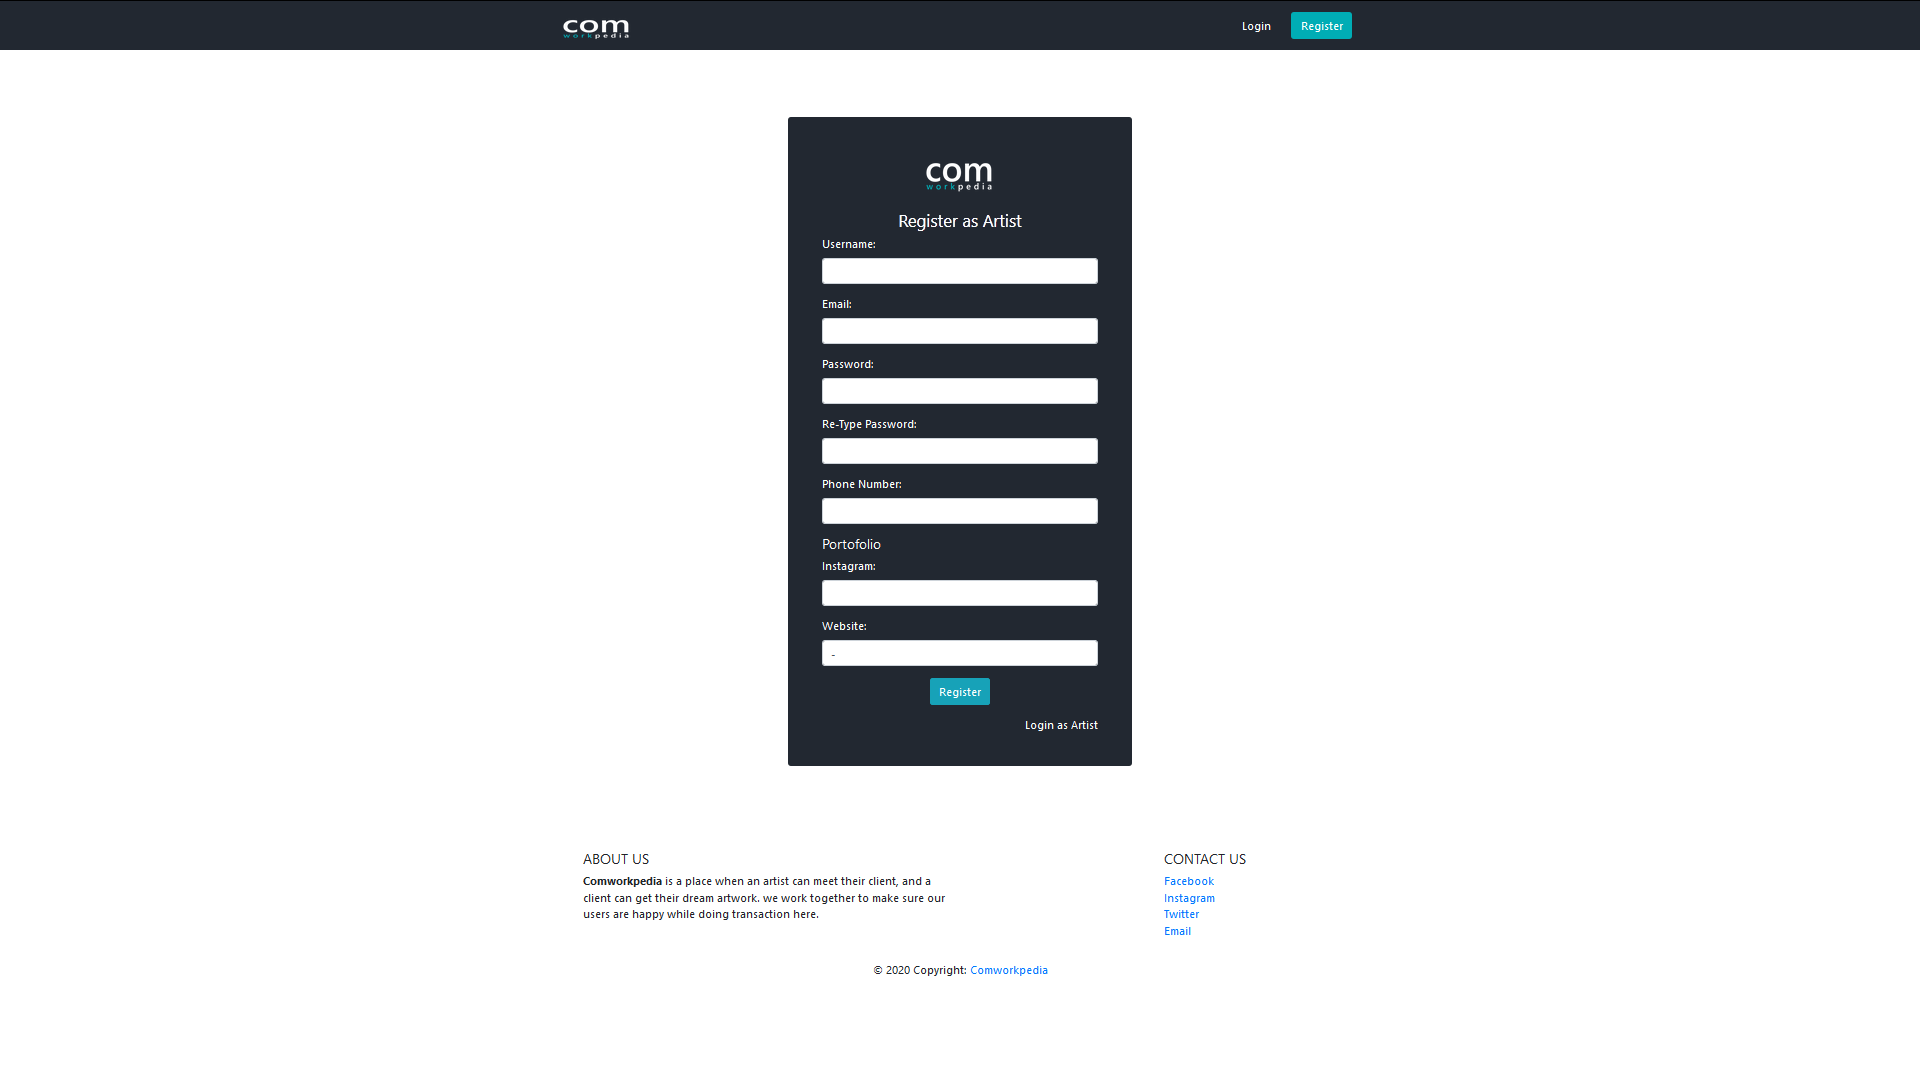 com
workpedia
Login
Register
com
workpedia
Register as Artist
Username:
Email:
Password:
Re-Type Password:
Phone Number:
Portofolio
Instagram:
Website:
-
Register
Login as Artist
ABOUT US
Comworkpedia is a place when an artist can meet their client, and a
client can get their dream artwork. we work together to make sure our
users are happy while doing transaction here.
CONTACT US
Facebook
Instagram
Twitter
Email
© 2020 Copyright: Comworkpedia